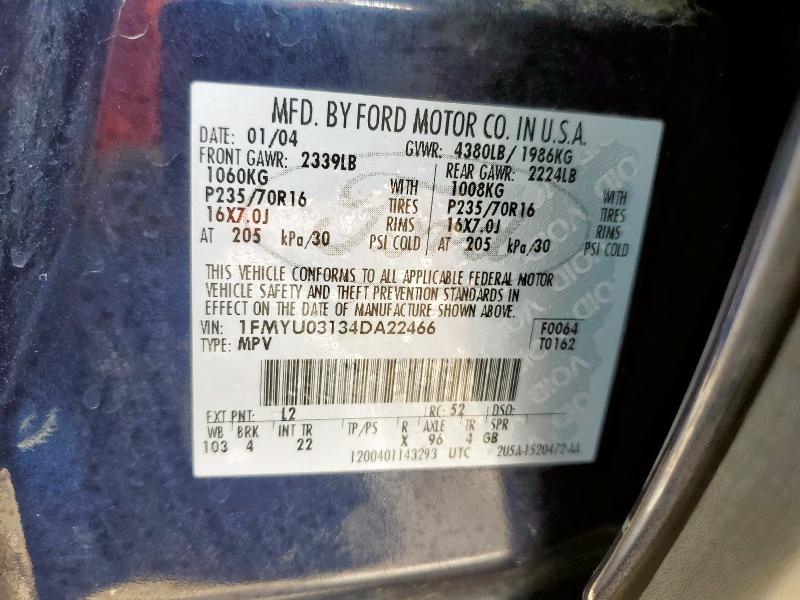 MFD. BY FORD MOTOR CO. IN U.S.A.
DATE: 01/04 GVWR: 4380LB/ 1986KG
FRONT GAWR: 2339LB REAR GAWR: 2224LB
1060KG WITH 1008KG WITH
P235/70R16 TIRES P235/70R16 TIRES
16X7.0J RIMS 16X7.0J RIMS
AT 205 kPa/30 PSI COLD AT 205 kPa/30 PSI COLD
THIS VEHICLE CONFORMS TO ALL APPLICABLE FEDERAL MOTOR
VEHICLE SAFETY AND THEFT PREVENTION STANDARDS IN
EFFECT ON THE DATE OF MANUFACTURE SHOWN ABOVE.
VIN: 1FMYU03134DA22466 F0064
TYPE: MPV T0162
EXT PNT: L2 RC: 52 DSO:
WB BRK INT TR TP/PS R AXLE TR SPR
103 4 22 X 96 4 GB
1200401143293 UTC 2U5A-1520472-AA
VOID VOID VOID VOID